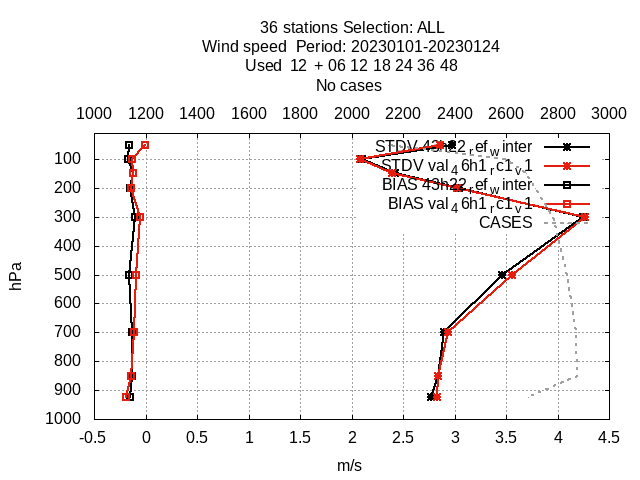 36 stations Selection: ALL
Wind speed  Period: 20230101-20230124
Used  12  + 06 12 18 24 36 48
No cases
1000 1200 1400 1600 1800 2000 2200 2400 2600 2800 3000
STDV 43h22_ref_winter
STDV val_46h1_rc1_v1
BIAS 43h22_ref_winter
BIAS val_46h1_rc1_v1
CASES
hPa
100
200
300
400
500
600
700
800
900
1000
-0.5 0 0.5 1 1.5 2 2.5 3 3.5 4 4.5
m/s